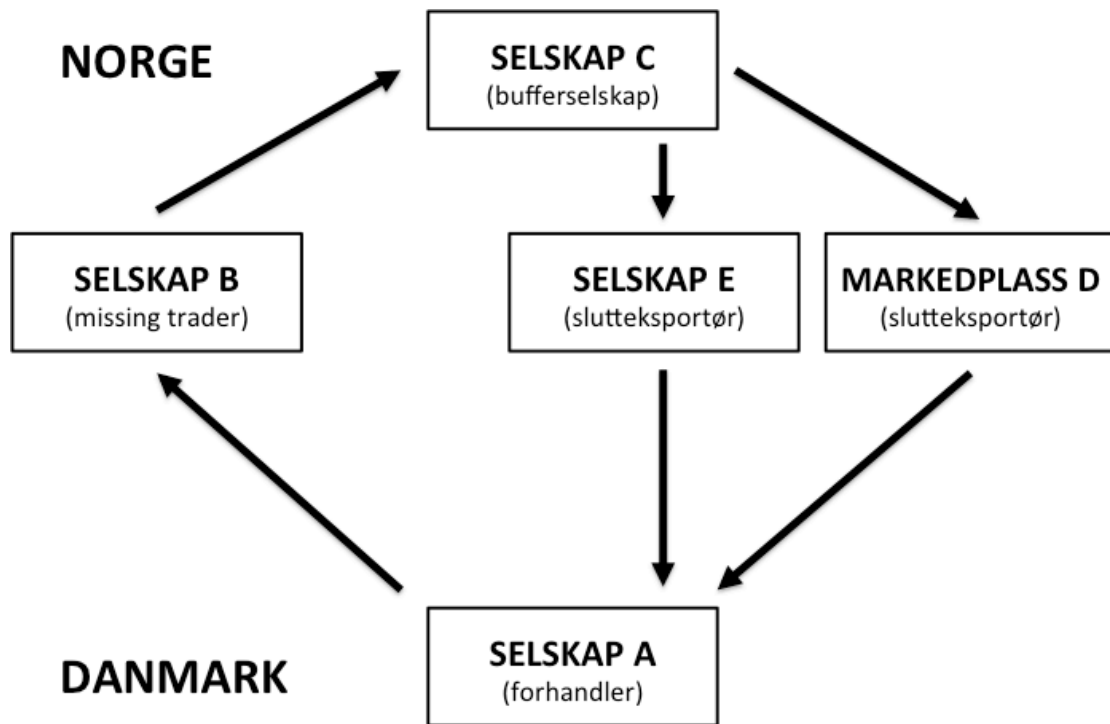 NORGE
SELSKAP C
(bufferselskap)
SELSKAP B
(missing trader)
SELSKAP E
(slutteksportør)
MARKEDPLASS D
(slutteksportør)
DANMARK
SELSKAP A
(forhandler)